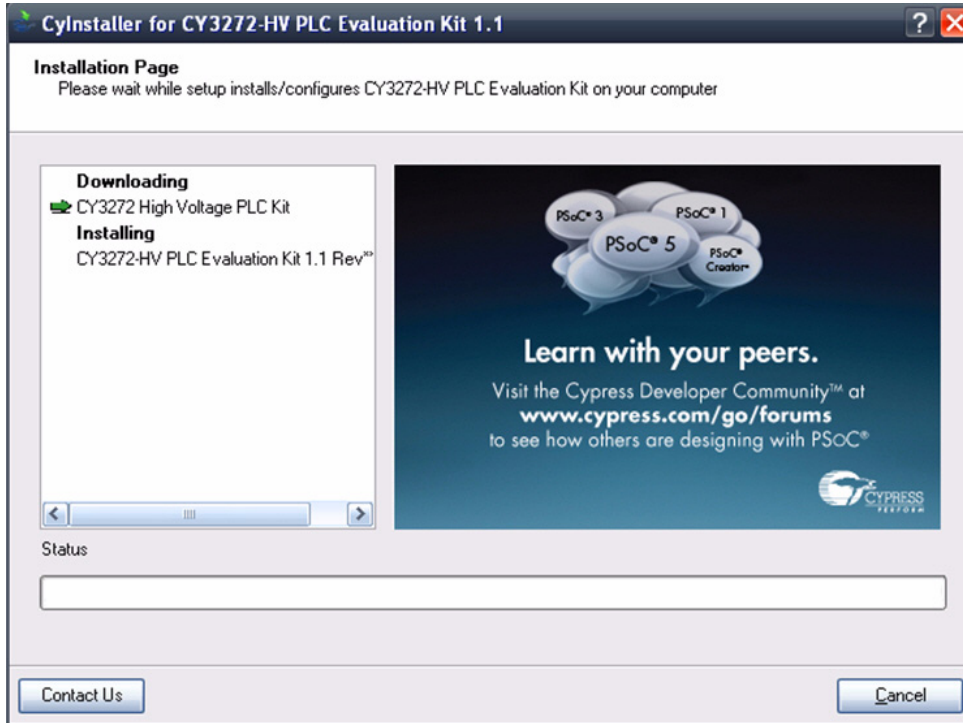 CyInstaller for CY3272-HV PLC Evaluation Kit 1.1
?
Installation Page
Please wait while setup installs/configures CY3272-HV PLC Evaluation Kit on your computer
Downloading
CY3272 High Voltage PLC Kit
Installing
CY3272-HV PLC Evaluation Kit 1.1 Rev**
PSoC® 3
PSoC® 1
PSoC® 5
PSoC®
Creator™
Learn with your peers.
Visit the Cypress Developer Community™ at
www.cypress.com/go/forums
to see how others are designing with PSoC®
CYPRESS
PERFORM
Status
Contact Us
Cancel